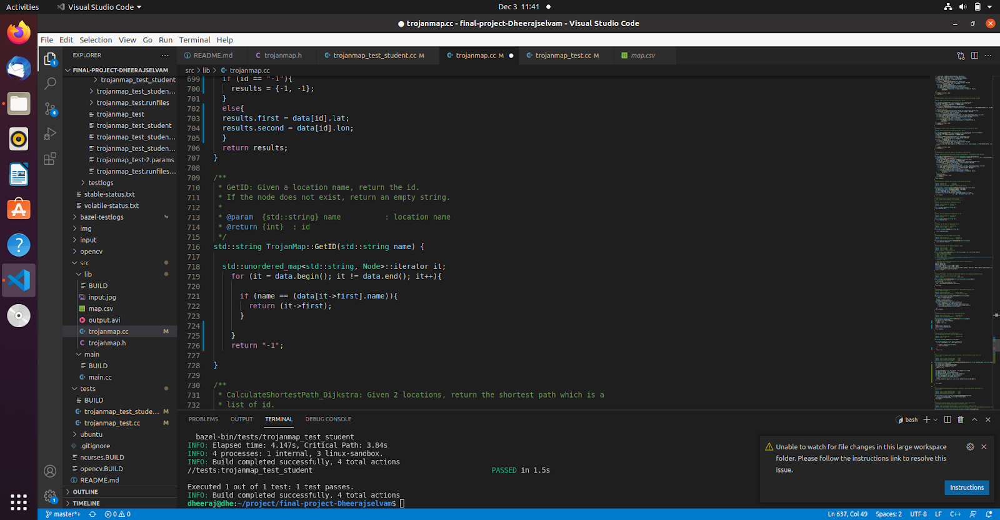 Activities
Visual Studio Code
Dec 3 11:41
trojanmap.cc - final-project-Dheerajselvam - Visual Studio Code
File Edit Selection View Go Run Terminal Help
EXPLORER
README.md
trojanmap.h
trojanmap_test_student.cc M
trojanmap.cc M
trojanmap_test.cc M
map.csv
FINAL-PROJECT-DHEERAJSELVAM
trojanmap_test_student
trojanmap_test_studen...
trojanmap_test.runfiles
trojanmap_test
trojanmap_test_student
trojanmap_test_studen...
trojanmap_test_studen...
trojanmap_test-2.params
trojanmap_test.runfiles...
testlogs
stable-status.txt
volatile-status.txt
bazel-testlogs
img
input
opencv
src
lib
BUILD
input.jpg
map.csv
output.avi
trojanmap.cc M
trojanmap.h
main
BUILD
main.cc
tests
BUILD
trojanmap_test_stude... M
trojanmap_test.cc M
ubuntu
.gitignore
ncurses.BUILD
opencv.BUILD
README.md
OUTLINE
TIMELINE
src > lib > trojanmap.cc
699 if (id == "-1"){
700 results = {-1, -1};
701 }
702 else{
703 results.first = data[id].lat;
704 results.second = data[id].lon;
705 }
706 return results;
707 }
708
709 /**
710 * GetID: Given a location name, return the id.
711 * If the node does not exist, return an empty string.
712 *
713 * @param {std::string} name : location name
714 * @return {int} : id
715 */
716 std::string TrojanMap::GetID(std::string name) {
717
718 std::unordered_map<std::string, Node>::iterator it;
719 for (it = data.begin(); it != data.end(); it++){
720
721 if (name == (data[it->first].name)){
722 return (it->first);
723 }
724
725 }
726 return "-1";
727
728 }
729
730 /**
731 * CalculateShortestPath_Dijkstra: Given 2 locations, return the shortest path which is a
732 * list of id.
PROBLEMS OUTPUT TERMINAL DEBUG CONSOLE
bash
bazel-bin/tests/trojanmap_test_student
INFO: Elapsed time: 4.147s, Critical Path: 3.84s
INFO: 4 processes: 1 internal, 3 linux-sandbox.
INFO: Build completed successfully, 4 total actions
//tests:trojanmap_test_student PASSED in 1.5s
Executed 1 out of 1 test: 1 test passes.
INFO: Build completed successfully, 4 total actions
dheeraj@dhe:~/project/final-project-Dheerajselvam$
Unable to watch for file changes in this large workspace
folder. Please follow the instructions link to resolve this
issue.
Instructions
1
4
1
master*+
0 0
Ln 637, Col 49 Spaces: 2 UTF-8 LF C++